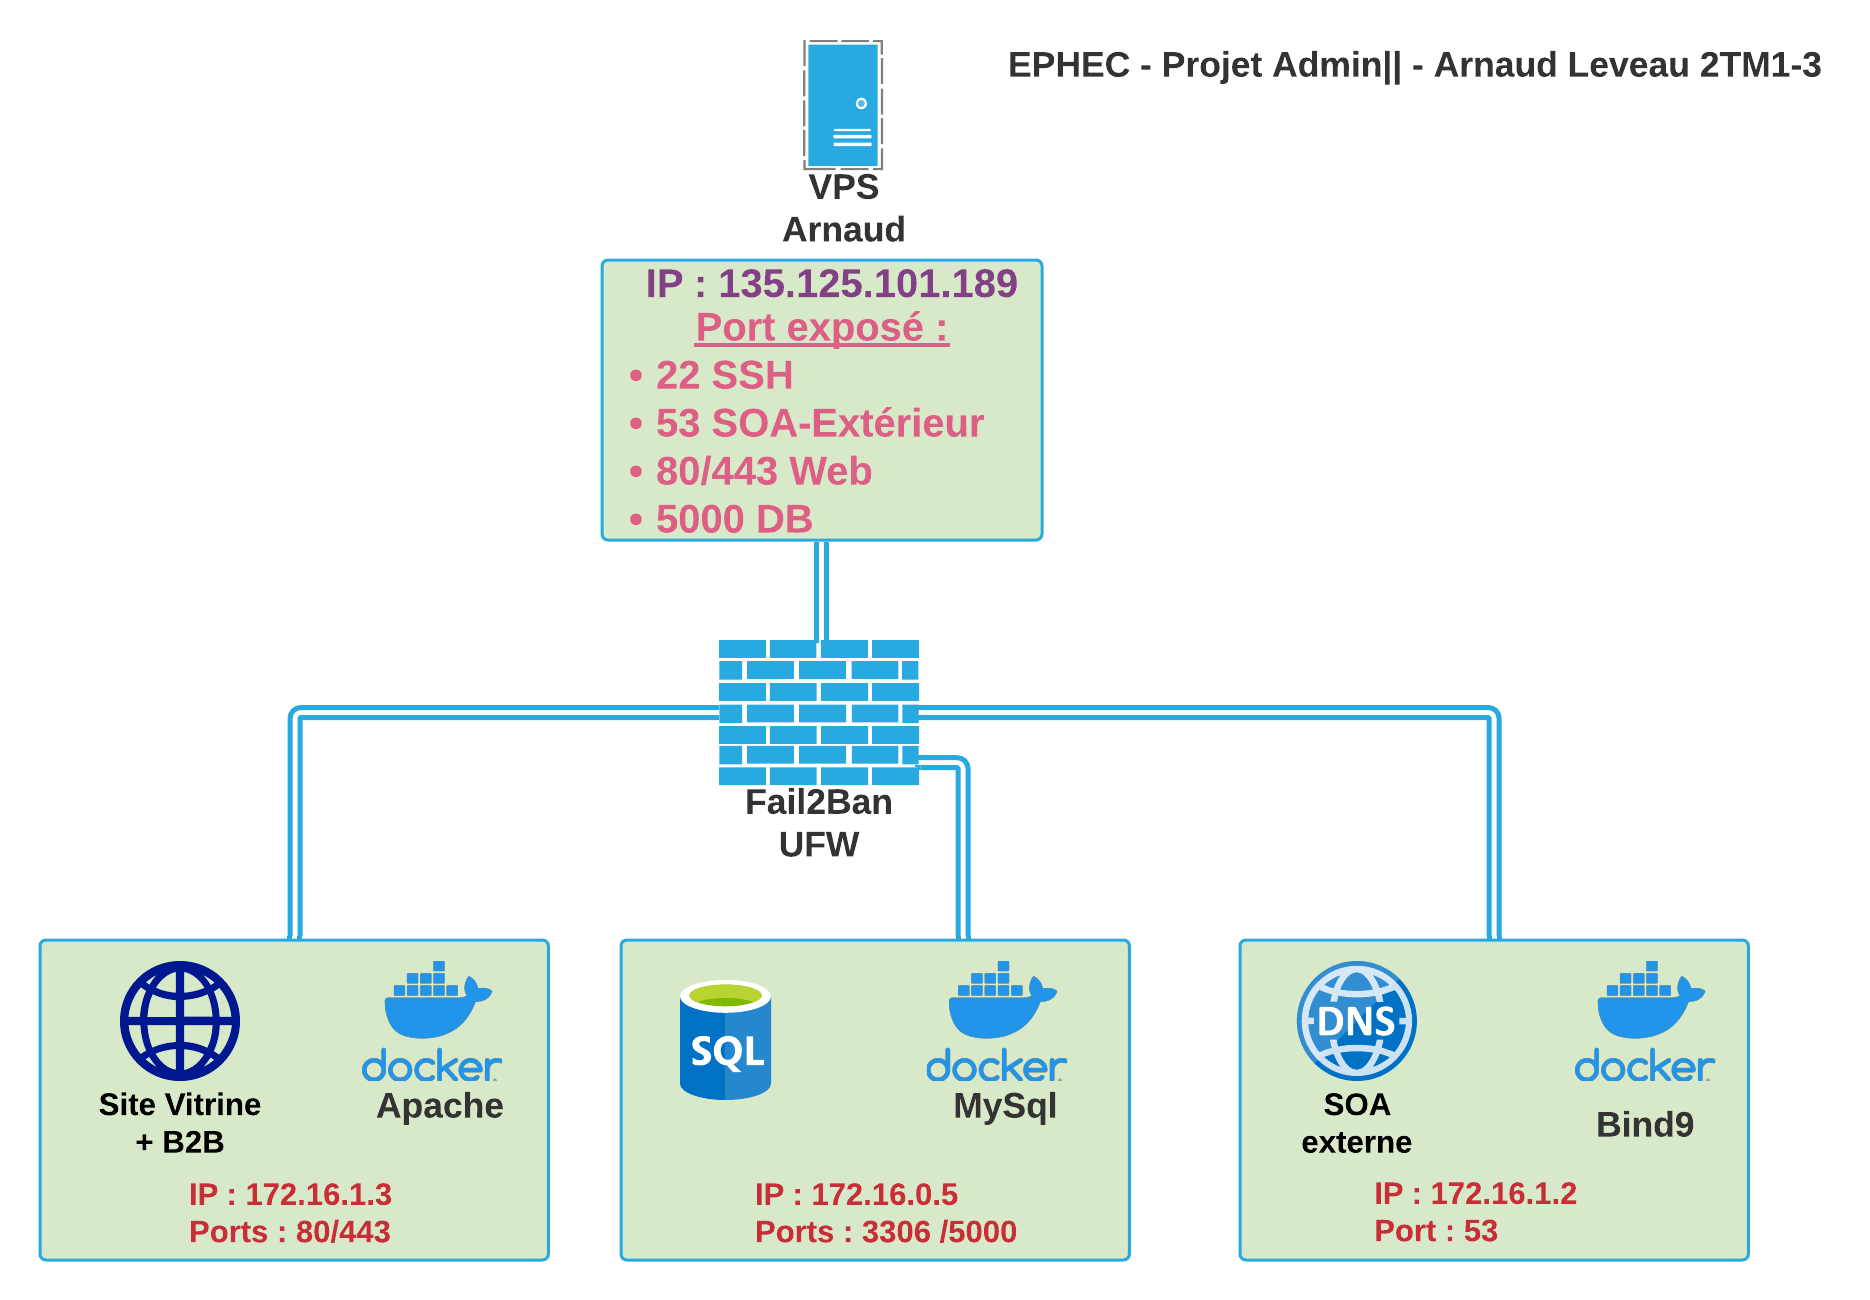 EPHEC - Projet Admin|| - Arnaud Leveau 2TM1-3
VPS
Arnaud
IP : 135.125.101.189
Port exposé :
• 22 SSH
• 53 SOA-Extérieur
• 80/443 Web
• 5000 DB
Fail2Ban
UFW
docker
Site Vitrine
+ B2B
Apache
IP : 172.16.1.3
Ports : 80/443
SQL
docker
MySql
IP : 172.16.0.5
Ports : 3306 /5000
DNS
docker
SOA
externe
Bind9
IP : 172.16.1.2
Port : 53